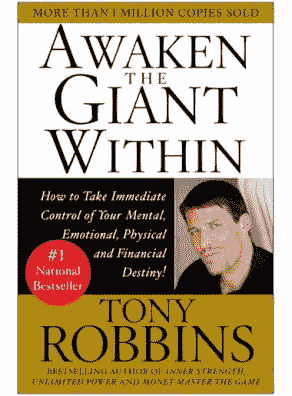 MORE THAN 1 MILLION COPIES SOLD
AWAKEN
THE
GIANT
WITHIN
How to Take Immediate
Control of Your Mental,
Emotional, Physical
and Financial
Destiny!
#1
National
Bestseller
TONY
ROBBINS
BESTSELLING AUTHOR OF INNER STRENGTH,
UNLIMITED POWER AND MONEY MASTER THE GAME